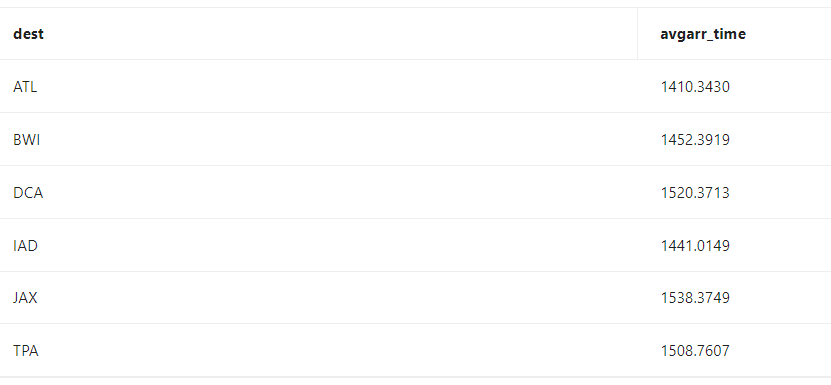 dest avgarr_time
ATL 1410.3430
BWI 1452.3919
DCA 1520.3713
IAD 1441.0149
JAX 1538.3749
TPA 1508.7607